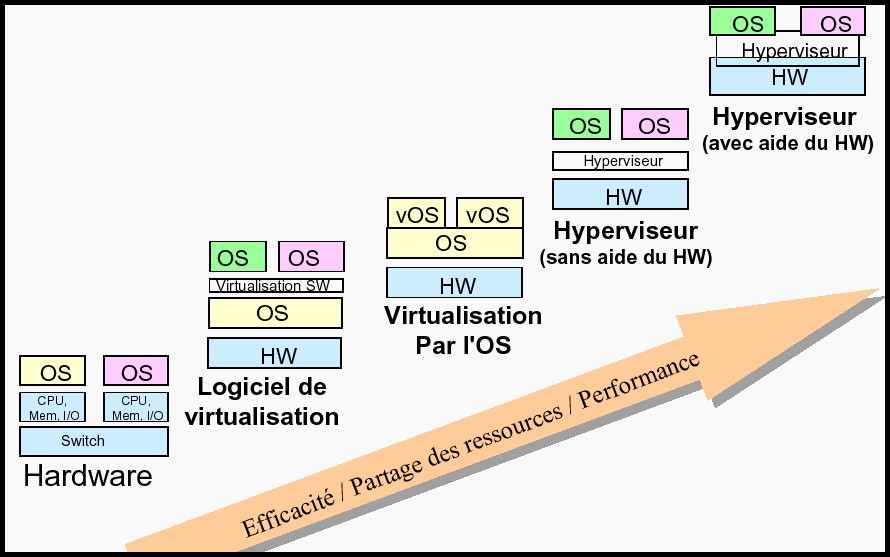 OS OS
Hyperviseur
HW
Hyperviseur
(avec aide du HW)
OS OS
Hyperviseur
HW
Hyperviseur
(sans aide du HW)
vOS vOS
OS
HW
Virtualisation
Par l'OS
OS OS
Virtualisation SW
OS
HW
Logiciel de
virtualisation
OS OS
CPU, CPU,
Mem, I/O Mem, I/O
Switch
Hardware
Efficacité / Partage des ressources / Performance